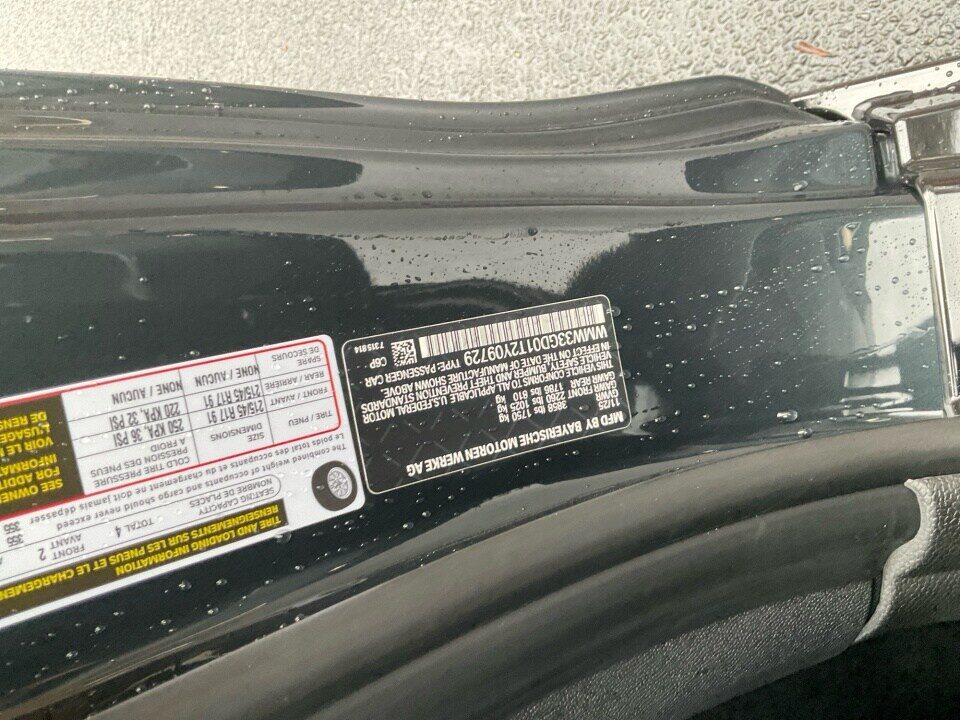 MFD BY BAYERISCHE MOTOREN WERKE AG
11/25
GVWR 3858 lbs 1750 kg
GAWR FRONT 2260 lbs 1025 kg
GAWR REAR 1786 lbs 810 kg
THIS VEHICLE CONFORMS TO ALL APPLICABLE U.S. FEDERAL MOTOR
VEHICLE SAFETY, BUMPER AND THEFT PREVENTION STANDARDS
IN EFFECT ON THE DATE OF MANUFACTURE SHOWN ABOVE.
WMW33GD01T2Y09729 TYPE: PASSENGER CAR
C6P
7315814
TIRE AND LOADING INFORMATION
RENSEIGNEMENTS SUR LES PNEUS ET LE CHARGEMEN
SEATING CAPACITY
NOMBRE DE PLACES
TOTAL 4
FRONT 2
AVANT
The combined weight of occupants and cargo should never exceed 355
Le poids total des occupants et du chargement ne doit jamais dépasser 355
TIRE / PNEU
SIZE
DIMENSIONS
COLD TIRE PRESSURE
PRESSION DES PNEUS
A FROID
FRONT / AVANT
215/45 R17 91
250 KPA, 36 PSI
REAR / ARRIÈRE
215/45 R17 91
220 KPA, 32 PSI
SPARE
DE SECOURS
NONE / AUCUN
NONE / AUCUN
SEE OWNE
FOR ADDIT
INFORMA
VOIR LE M
L'USAGE
DE RENS